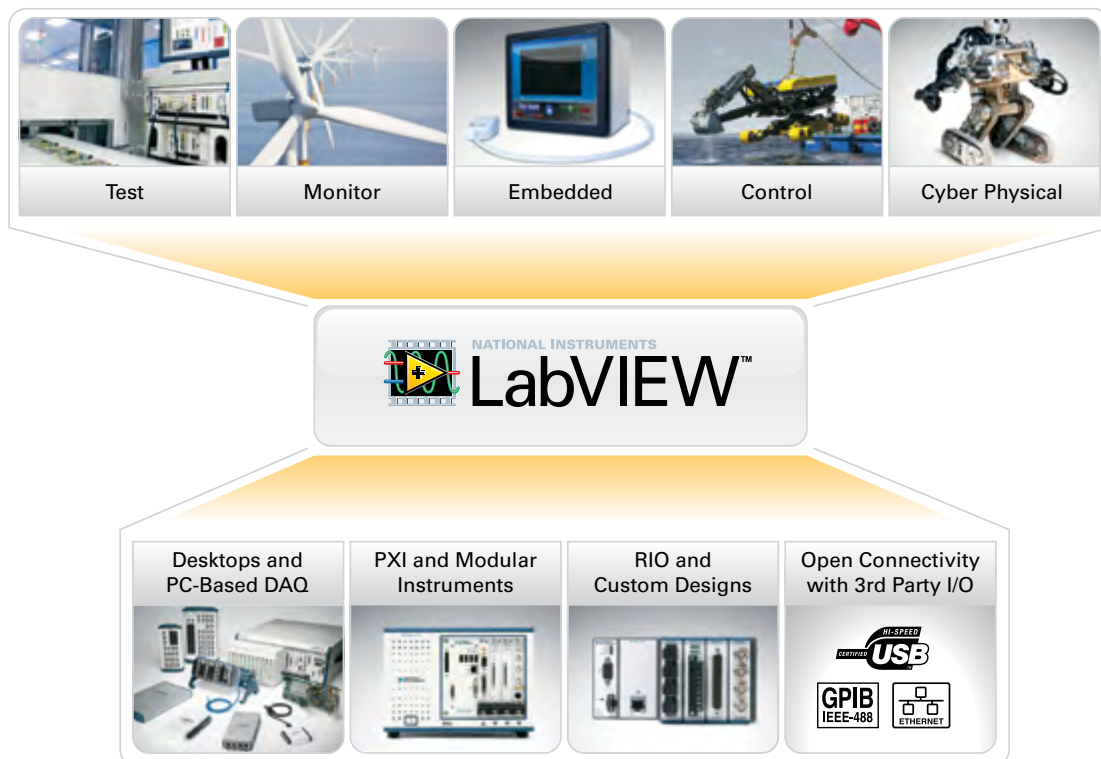 Test
Monitor
Embedded
Control
Cyber Physical
NATIONAL INSTRUMENTS
LabVIEW™
Desktops and
PC-Based DAQ
PXI and Modular
Instruments
RIO and
Custom Designs
Open Connectivity
with 3rd Party I/O
HI-SPEED
CERTIFIED USB
GPIB
IEEE-488
ETHERNET